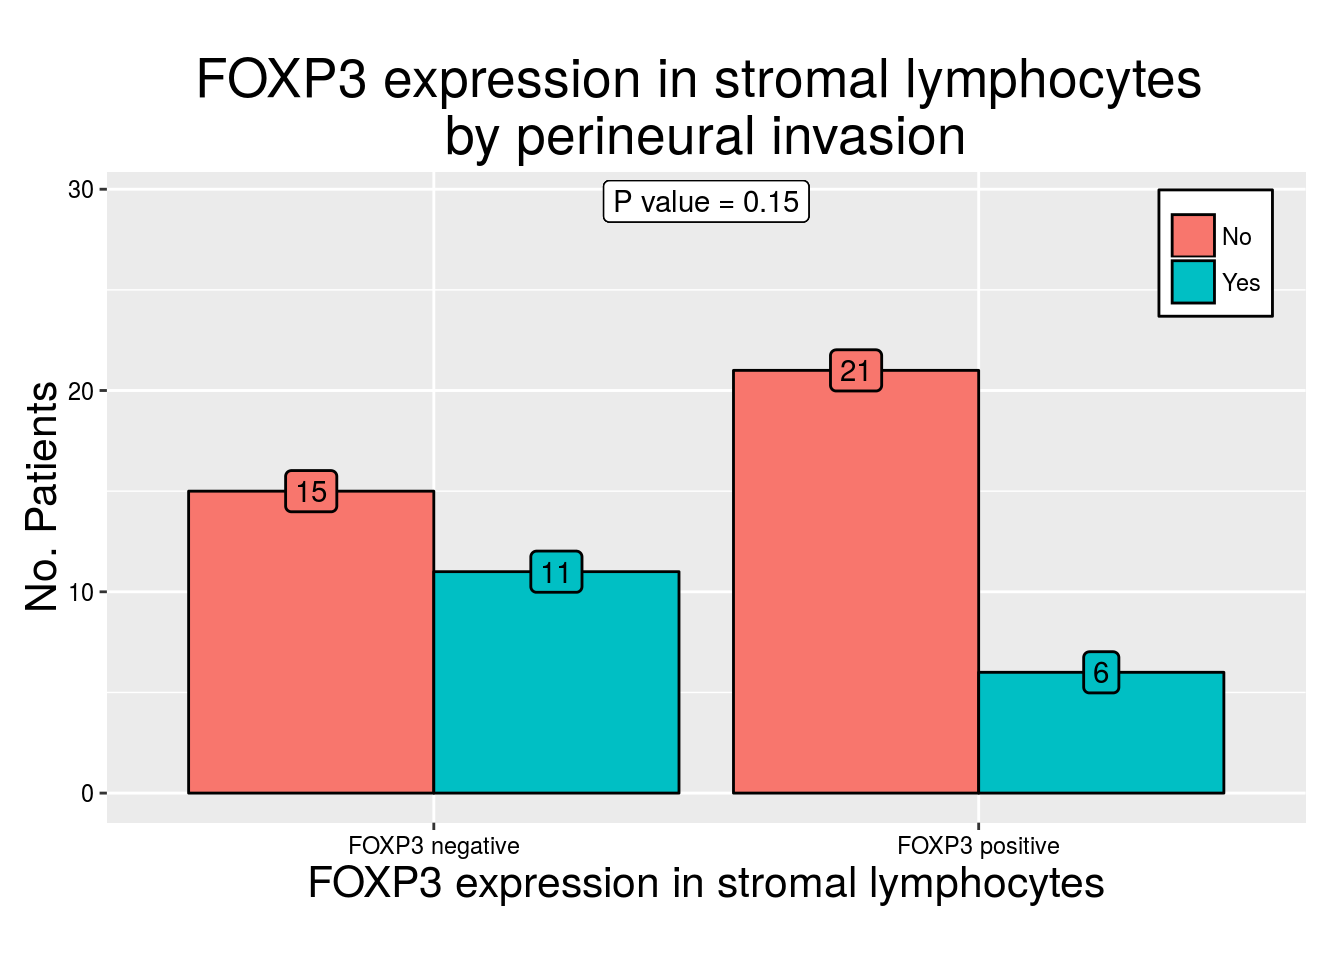 FOXP3 expression in stromal lymphocytes
by perineural invasion
P value = 0.15
No
Yes
30
20
10
0
No. Patients
15
11
21
6
FOXP3 negative
FOXP3 positive
FOXP3 expression in stromal lymphocytes